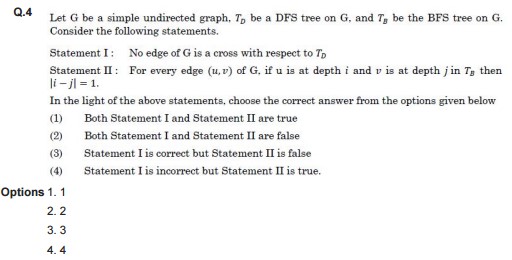 Q.4
Let G be a simple undirected graph, T_D be a DFS tree on G, and T_B be the BFS tree on G.
Consider the following statements.
Statement I : No edge of G is a cross with respect to T_D
Statement II : For every edge (u, v) of G, if u is at depth i and v is at depth j in T_B then
|i – j| = 1.
In the light of the above statements, choose the correct answer from the options given below
(1) Both Statement I and Statement II are true
(2) Both Statement I and Statement II are false
(3) Statement I is correct but Statement II is false
(4) Statement I is incorrect but Statement II is true.
Options 1. 1
2. 2
3. 3
4. 4